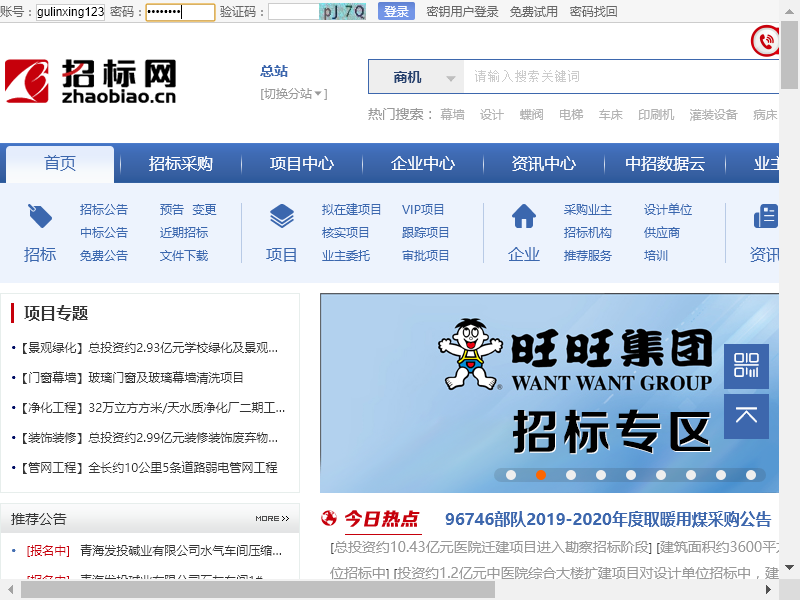 账号：gulinxing123 密码：•••••••• 验证码： pJ 7Q 登录 密钥用户登录 免费试用 密码找回
招标网
zhaobiao.cn
总站
[切换分站▾]
商机 请输入搜索关键词
热门搜索： 幕墙 设计 蝶阀 电梯 车床 印刷机 灌装设备 病床
首页 招标采购 项目中心 企业中心 资讯中心 中招数据云 业主
招标
招标公告 预告 变更
中标公告 近期招标
免费公告 文件下载
项目
拟在建项目 VIP项目
核实项目 跟踪项目
业主委托 审批项目
企业
采购业主 设计单位
招标机构 供应商
推荐服务 培训
资讯
项目专题
•【景观绿化】总投资约2.93亿元学校绿化及景观...
•【门窗幕墙】玻璃门窗及玻璃幕墙清洗项目
•【净化工程】32万立方方米/天水质净化厂二期工...
•【装饰装修】总投资约2.99亿元装修装饰废弃物...
•【管网工程】全长约10公里5条道路弱电管网工程
旺旺集团
WANT WANT GROUP
招标专区
推荐公告 MORE >>
• [报名中] 青海发投碱业有限公司水气车间压缩...
[报名中] 青海发投碱业有限公司石灰车间1#
今日热点 96746部队2019-2020年度取暖用煤采购公告
[总投资约10.43亿元医院迁建项目进入勘察招标阶段] [建筑面积约3600平方
位招标中] [投资约1.2亿元中医院综合大楼扩建项目对设计单位招标中，建